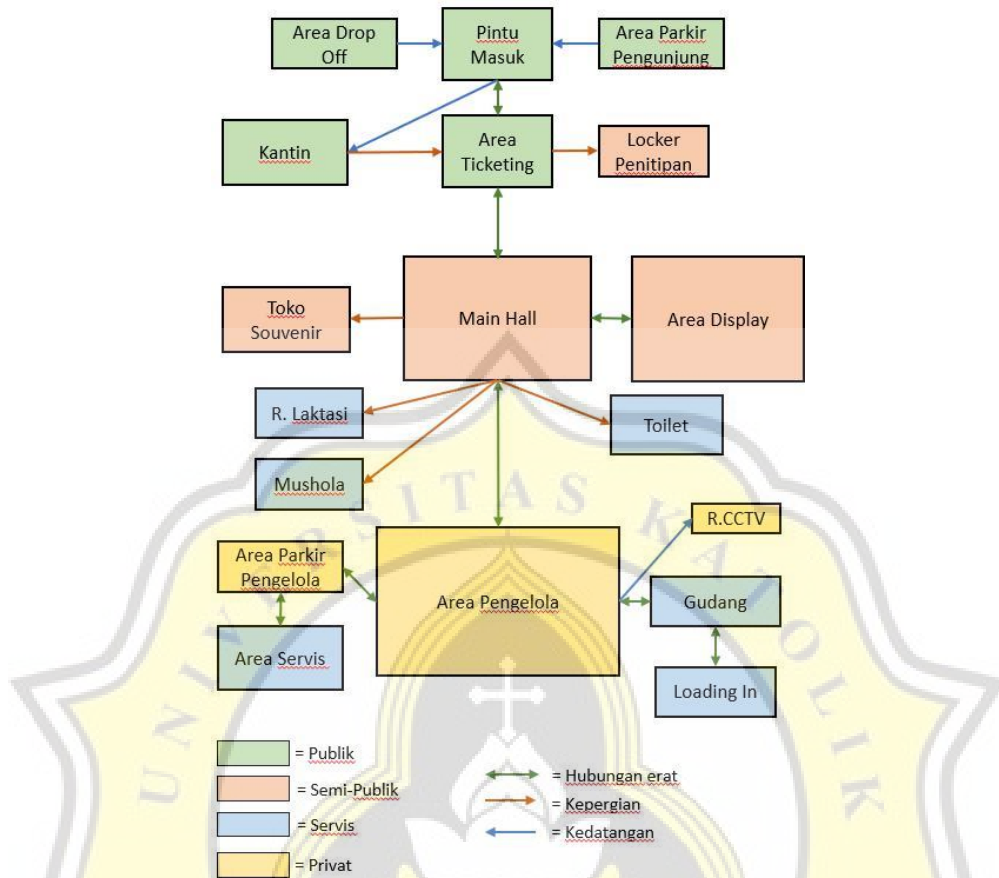 Area Drop
Off
Pintu
Masuk
Area Parkir
Pengunjung
Kantin
Area
Ticketing
Locker
Penitipan
Toko
Souvenir
Main Hall
Area Display
R. Laktasi
Toilet
Mushola
R.CCTV
Area Parkir
Pengelola
Area Pengelola
Gudang
Area Servis
Loading In
= Publik
= Semi-Publik
= Servis
= Privat
= Hubungan erat
= Kepergian
= Kedatangan
UNIVERSITAS KATOLIK